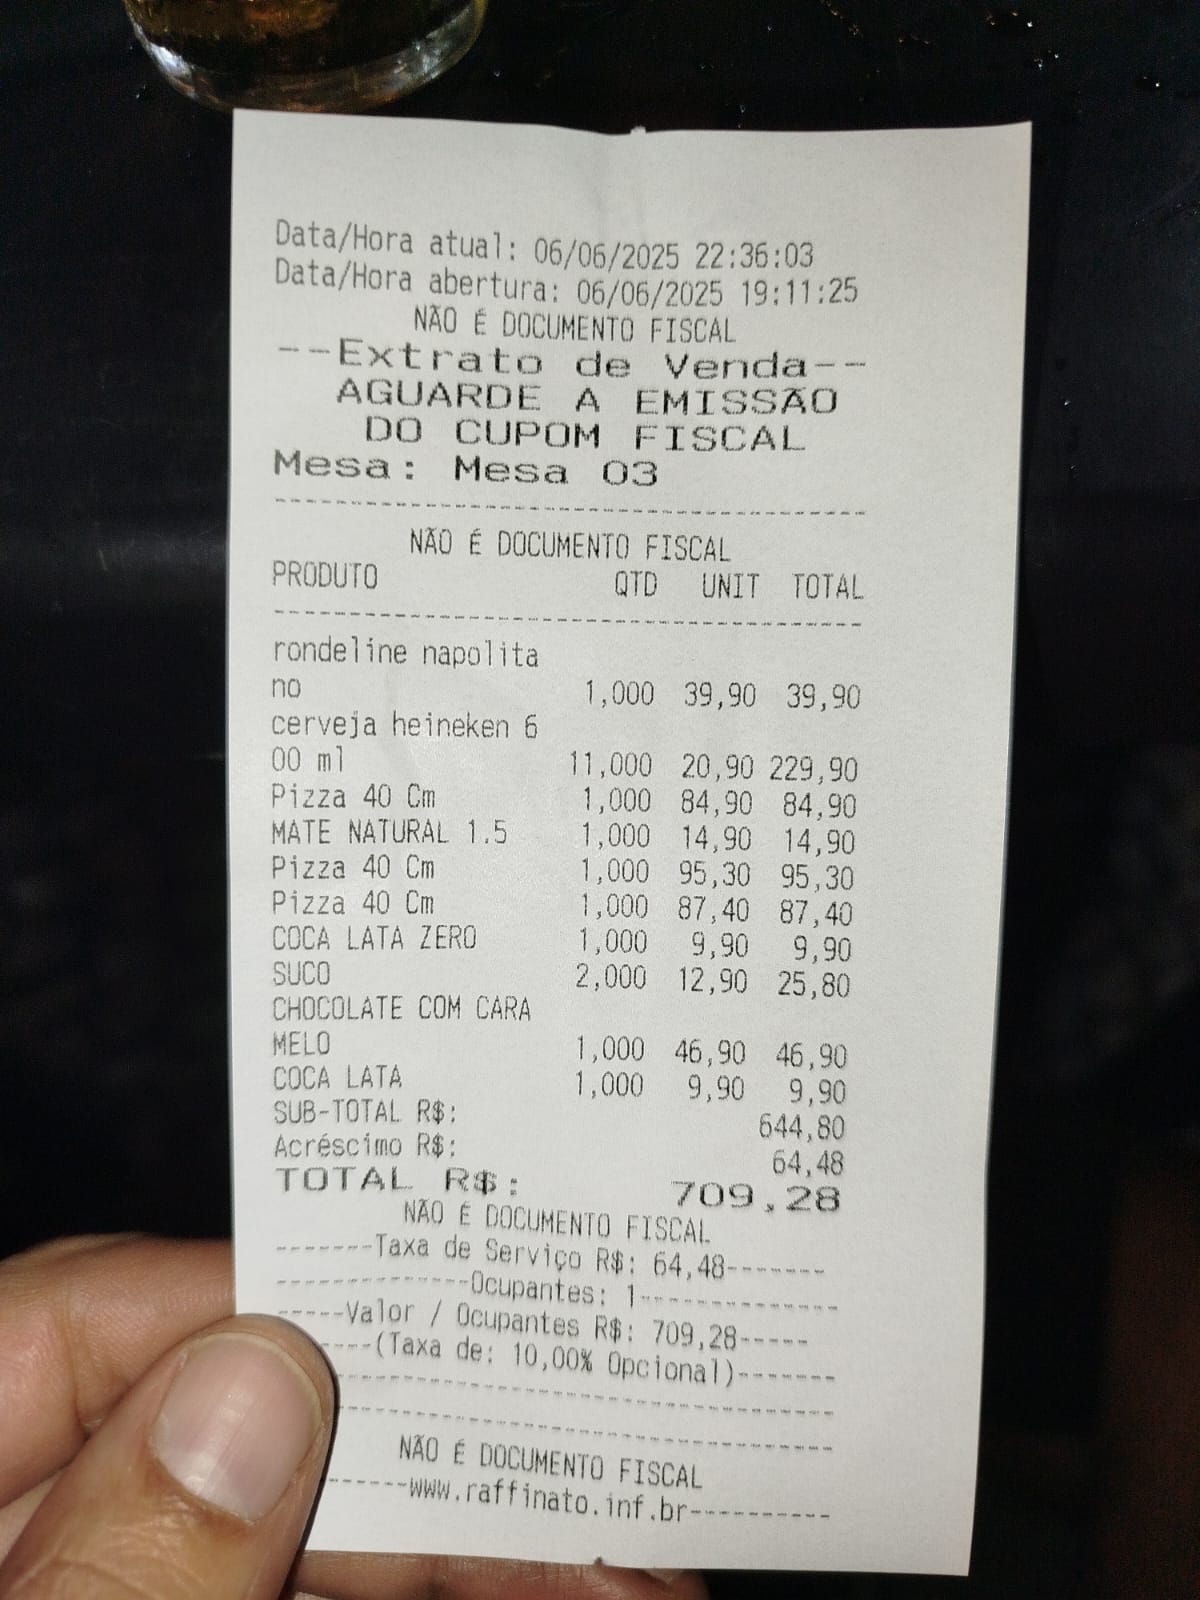 Data/Hora atual: 06/06/2025 22:36:03
Data/Hora abertura: 06/06/2025 19:11:25
NÃO É DOCUMENTO FISCAL
--Extrato de Venda--
AGUARDE A EMISSÃO
DO CUPOM FISCAL
Mesa: Mesa 03
NÃO É DOCUMENTO FISCAL
PRODUTO QTD UNIT TOTAL
rondeline napolita
no 1,000 39,90 39,90
cerveja heineken 6
00 ml 11,000 20,90 229,90
Pizza 40 Cm 1,000 84,90 84,90
MATE NATURAL 1.5 1,000 14,90 14,90
Pizza 40 Cm 1,000 95,30 95,30
Pizza 40 Cm 1,000 87,40 87,40
COCA LATA ZERO 1,000 9,90 9,90
SUCO 2,000 12,90 25,80
CHOCOLATE COM CARA
MELO 1,000 46,90 46,90
COCA LATA 1,000 9,90 9,90
SUB-TOTAL R$: 644,80
Acréscimo R$: 64,48
TOTAL R$: 709,28
NÃO É DOCUMENTO FISCAL
-------Taxa de Serviço R$: 64,48-------
--------------Ocupantes: 1--------------
-----Valor / Ocupantes R$: 709,28-----
----(Taxa de: 10,00% Opcional)-------
NÃO É DOCUMENTO FISCAL
------www.raffinato.inf.br----------